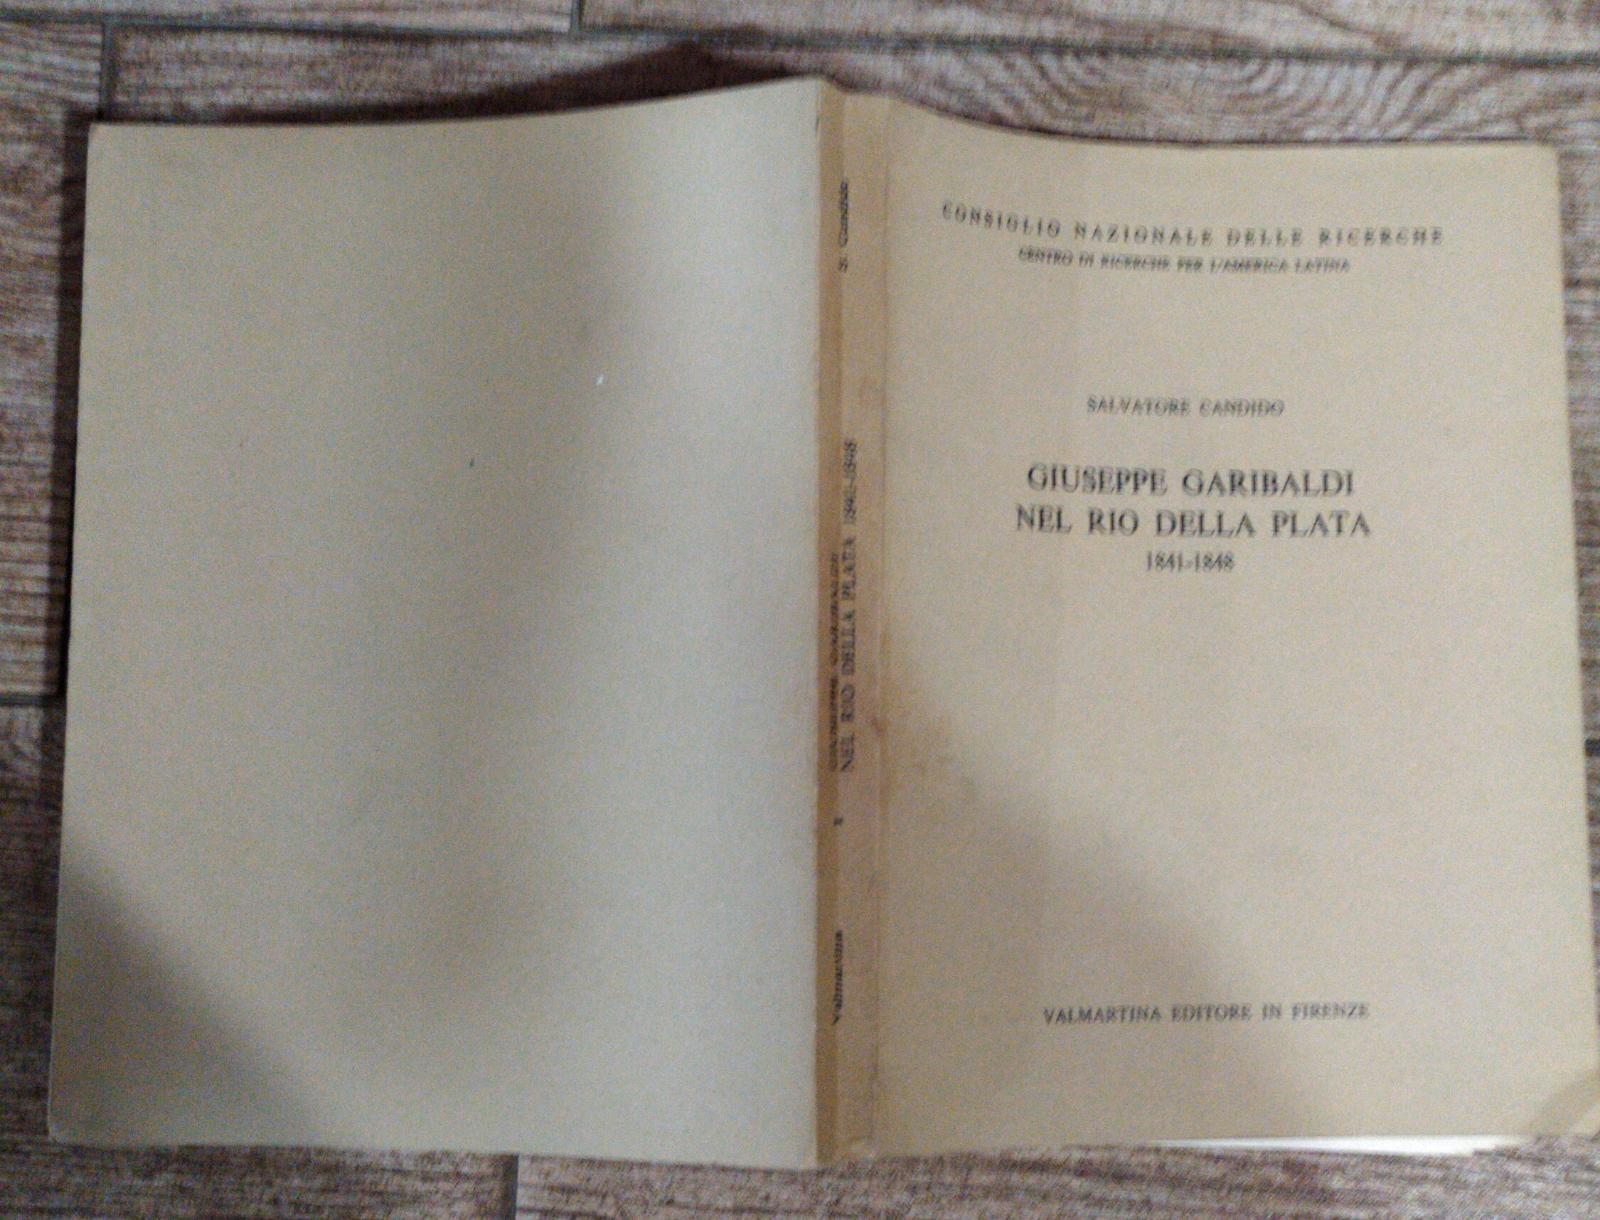 CONSIGLIO NAZIONALE DELLE RICERCHE
CENTRO DI RICERCHE PER L'AMERICA LATINA
SALVATORE CANDIDO
GIUSEPPE GARIBALDI
NEL RIO DELLA PLATA
1841-1848
VALMARTINA EDITORE IN FIRENZE
S. Candido
GIUSEPPE GARIBALDI
NEL RIO DELLA PLATA 1841-1848
I
Valmartina